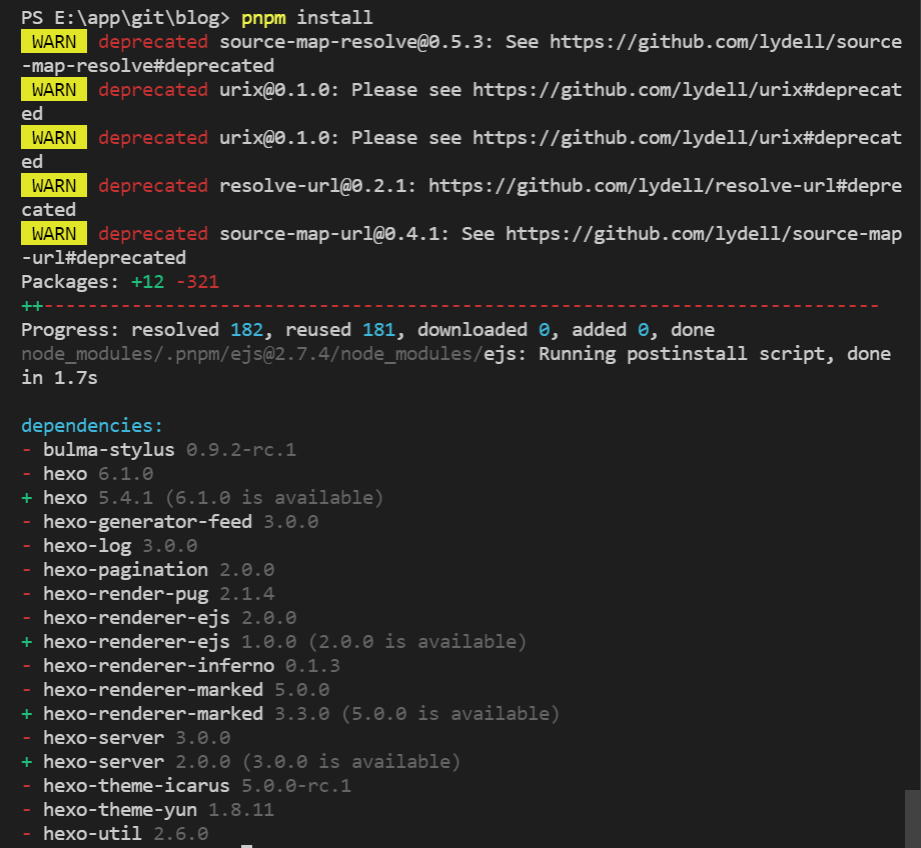 PS E:\app\git\blog> pnpm install
WARN deprecated source-map-resolve@0.5.3: See https://github.com/lydell/source
-map-resolve#deprecated
WARN deprecated urix@0.1.0: Please see https://github.com/lydell/urix#deprecat
ed
WARN deprecated urix@0.1.0: Please see https://github.com/lydell/urix#deprecat
ed
WARN deprecated resolve-url@0.2.1: https://github.com/lydell/resolve-url#depre
cated
WARN deprecated source-map-url@0.4.1: See https://github.com/lydell/source-map
-url#deprecated
Packages: +12 -321
++----------------------------------------------------------------------------
Progress: resolved 182, reused 181, downloaded 0, added 0, done
node_modules/.pnpm/ejs@2.7.4/node_modules/ejs: Running postinstall script, done
in 1.7s
dependencies:
- bulma-stylus 0.9.2-rc.1
- hexo 6.1.0
+ hexo 5.4.1 (6.1.0 is available)
- hexo-generator-feed 3.0.0
- hexo-log 3.0.0
- hexo-pagination 2.0.0
- hexo-render-pug 2.1.4
- hexo-renderer-ejs 2.0.0
+ hexo-renderer-ejs 1.0.0 (2.0.0 is available)
- hexo-renderer-inferno 0.1.3
- hexo-renderer-marked 5.0.0
+ hexo-renderer-marked 3.3.0 (5.0.0 is available)
- hexo-server 3.0.0
+ hexo-server 2.0.0 (3.0.0 is available)
- hexo-theme-icarus 5.0.0-rc.1
- hexo-theme-yun 1.8.11
- hexo-util 2.6.0